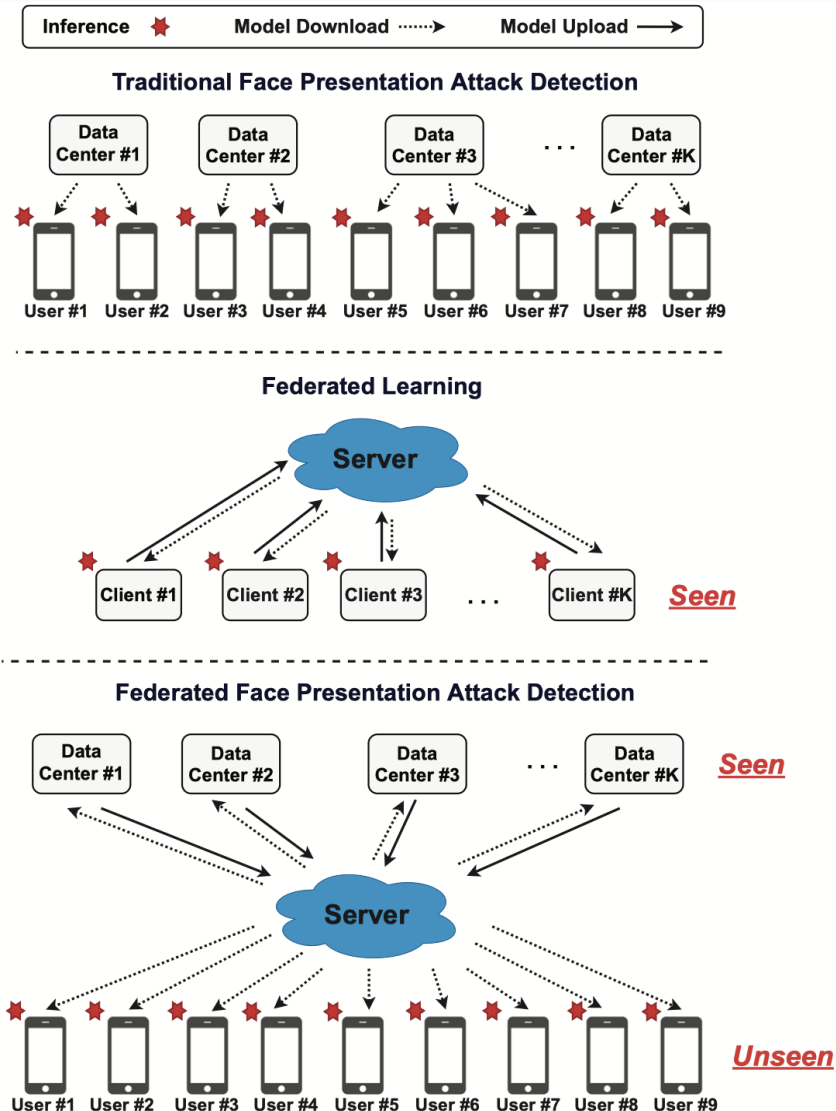 Inference Model Download Model Upload
Traditional Face Presentation Attack Detection
Data Center #1
Data Center #2
Data Center #3
. . .
Data Center #K
User #1 User #2 User #3 User #4 User #5 User #6 User #7 User #8 User #9
Federated Learning
Server
Client #1
Client #2
Client #3
. . .
Client #K
Seen
Federated Face Presentation Attack Detection
Data Center #1
Data Center #2
Data Center #3
. . .
Data Center #K
Seen
Server
Unseen
User #1 User #2 User #3 User #4 User #5 User #6 User #7 User #8 User #9